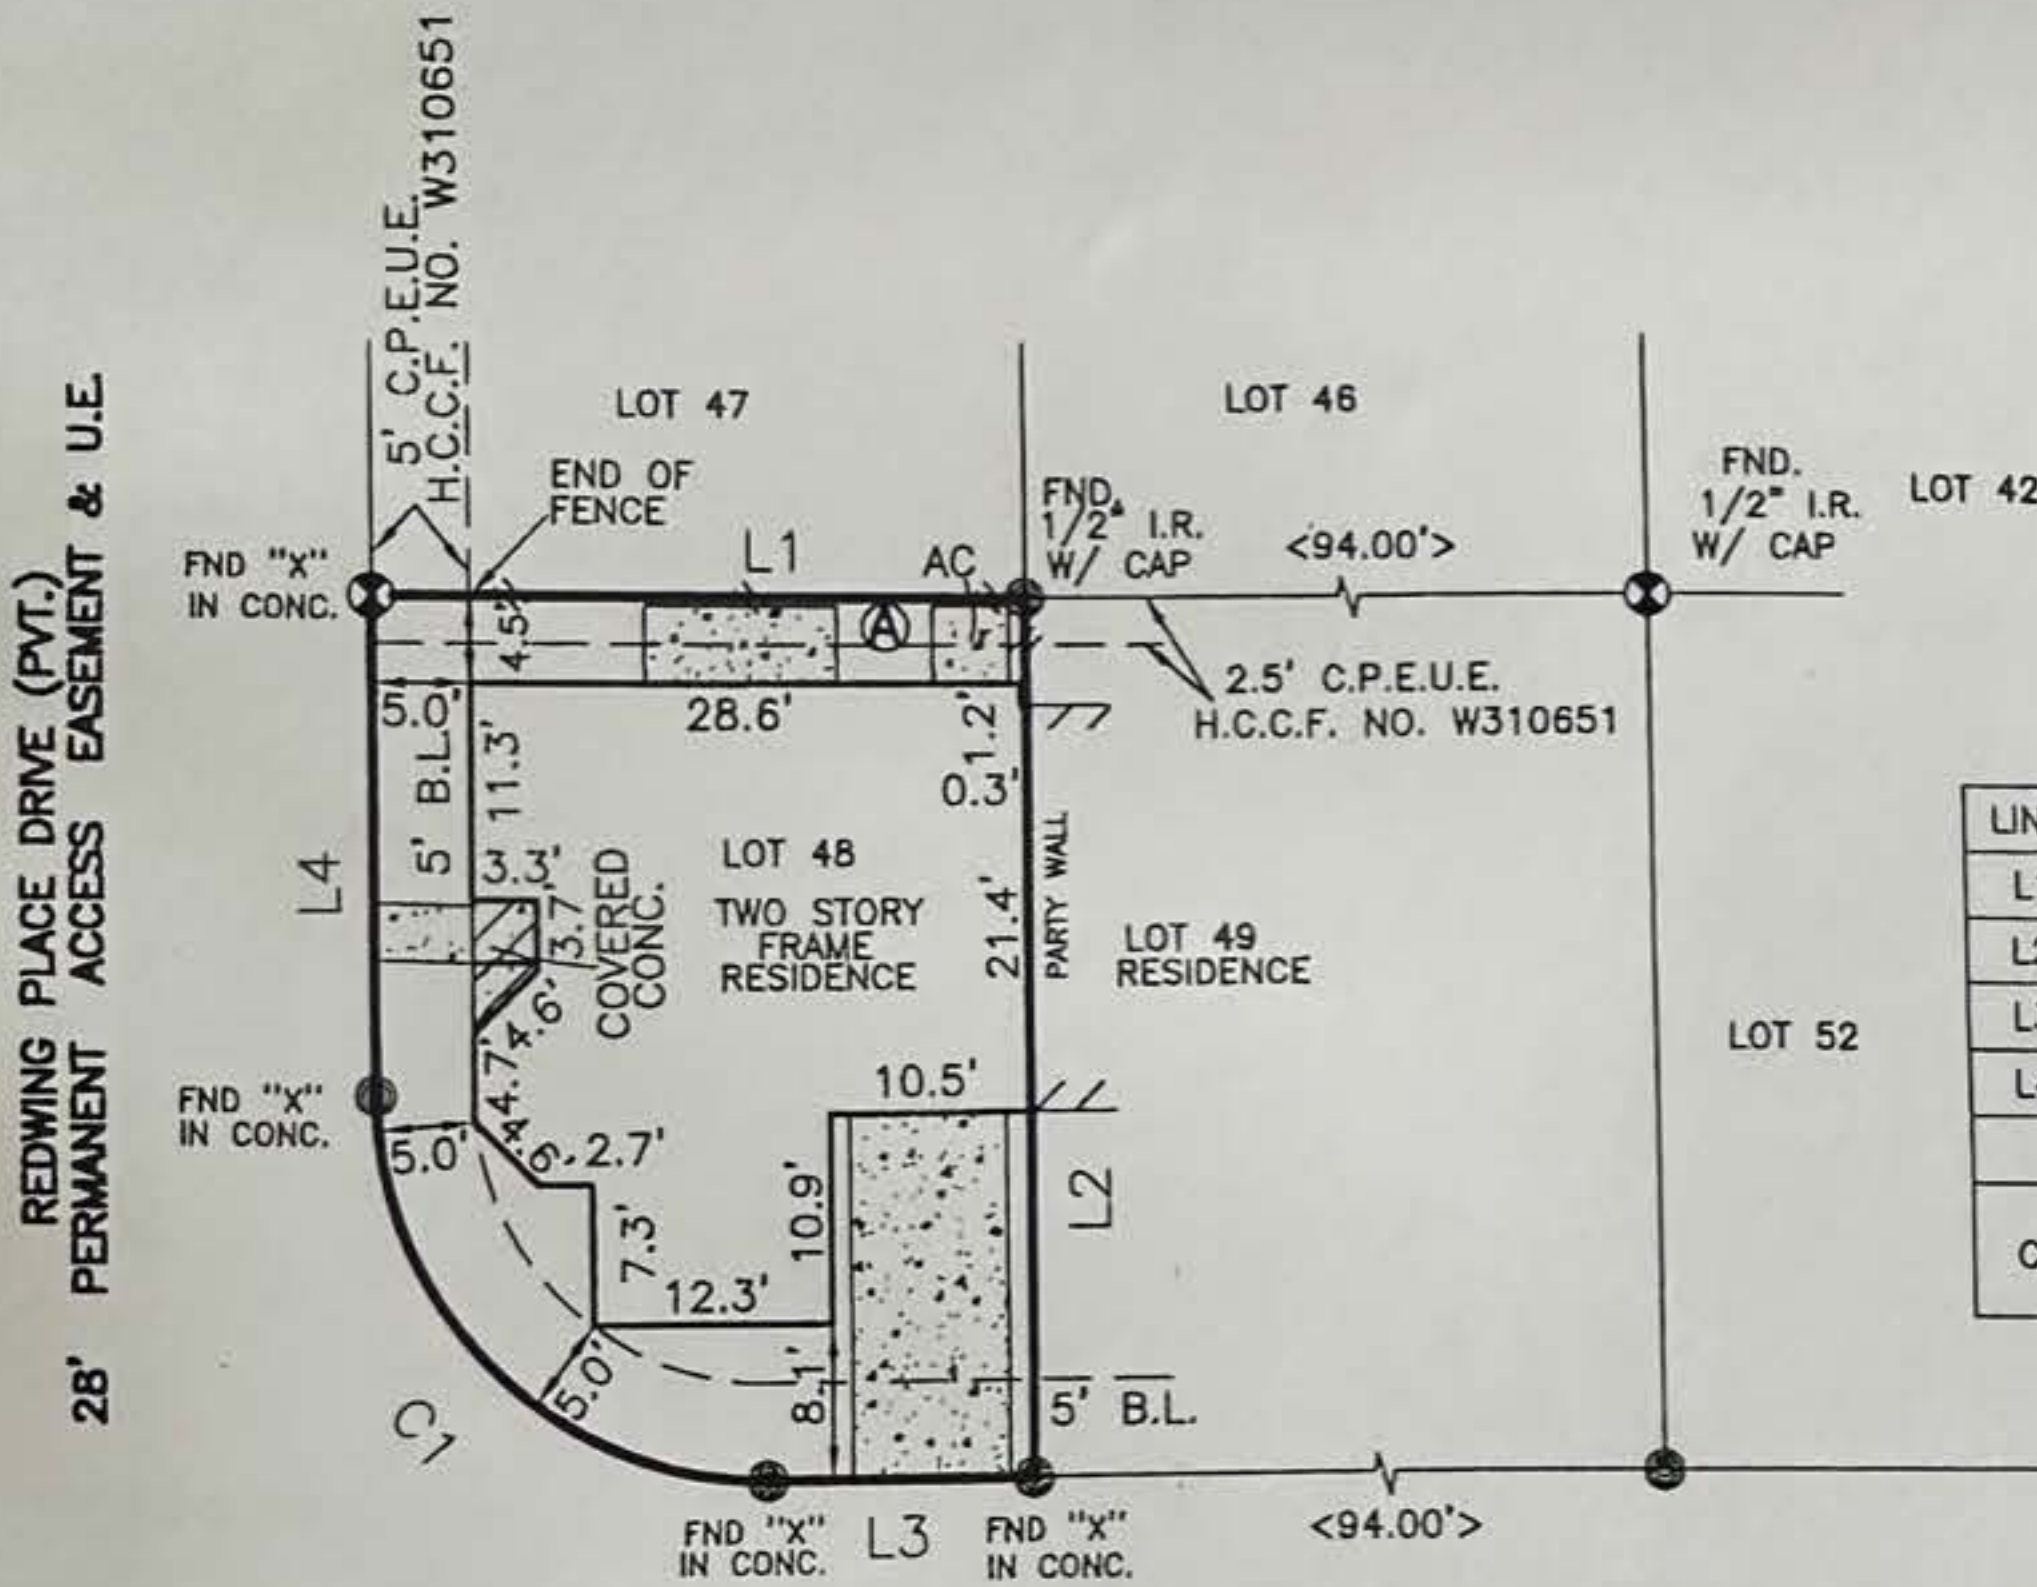 REDWING PLACE DRIVE (PVT.)
28' PERMANENT ACCESS EASEMENT & U.E.
5' C.P.E.U.E.
H.C.C.F. NO. W310651
LOT 47
LOT 46
END OF
FENCE
FND.
1/2" I.R.
W/ CAP
<94.00'>
FND.
1/2" I.R.
W/ CAP
LOT 42
FND "X"
IN CONC.
L1
AC
A
4.5'
5.0'
28.6'
1.2'
0.3'
2.5' C.P.E.U.E.
H.C.C.F. NO. W310651
5' B.L.
11.3'
L4
3.3'
3.7'
COVERED
CONC.
LOT 48
TWO STORY
FRAME
RESIDENCE
21.4'
PARTY WALL
LOT 49
RESIDENCE
LOT 52
4.6'
4.7'
FND "X"
IN CONC.
5.0'
4.6'
2.7'
7.3'
12.3'
10.5'
10.9'
L2
8.1'
5.0'
5' B.L.
C1
FND "X"
IN CONC.
L3
FND "X"
IN CONC.
<94.00'>